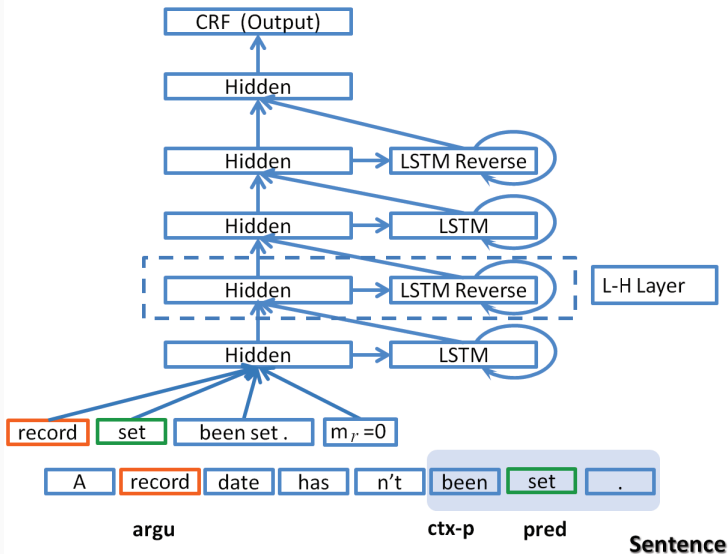 CRF (Output)
Hidden
Hidden LSTM Reverse
Hidden LSTM
Hidden LSTM Reverse L-H Layer
Hidden LSTM
record set been set . mᵣ =0
A record date has n't been set .
argu ctx-p pred
Sentence